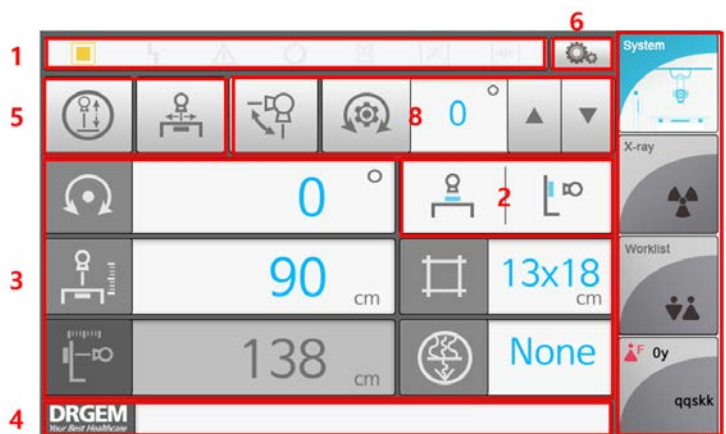 6
1
System
5
8
0 °
X-ray
0 °
2
Worklist
3
90 cm
13x18 cm
138 cm
None
F 0y
qqskk
4
DRGEM
Your Best Healthcare